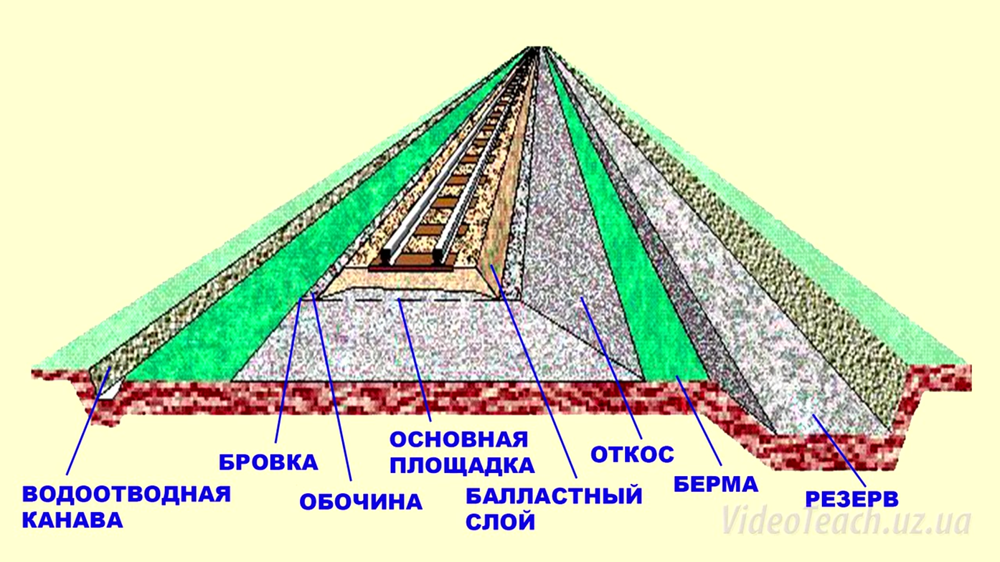 ОСНОВНАЯ
ПЛОЩАДКА
БРОВКА
ОТКОС
БЕРМА
ВОДООТВОДНАЯ
КАНАВА
ОБОЧИНА
БАЛЛАСТНЫЙ
СЛОЙ
РЕЗЕРВ
VideoTeach.uz.ua